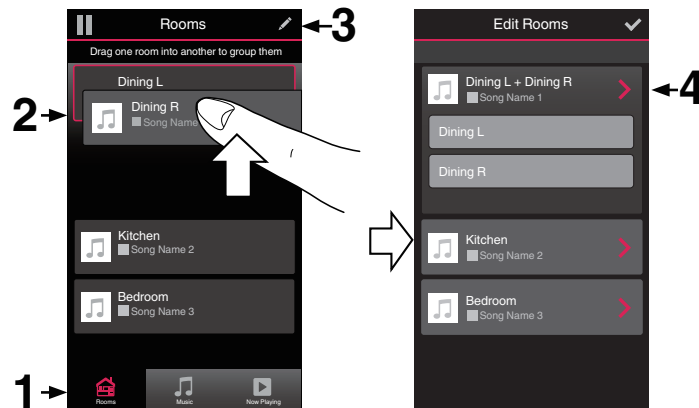 Rooms
3
Drag one room into another to group them
Dining L
2
Dining R
Song Name
Kitchen
Song Name 2
Bedroom
Song Name 3
1
Rooms
Music
Now Playing
Edit Rooms
Dining L + Dining R
4
Song Name 1
Dining L
Dining R
Kitchen
Song Name 2
Bedroom
Song Name 3